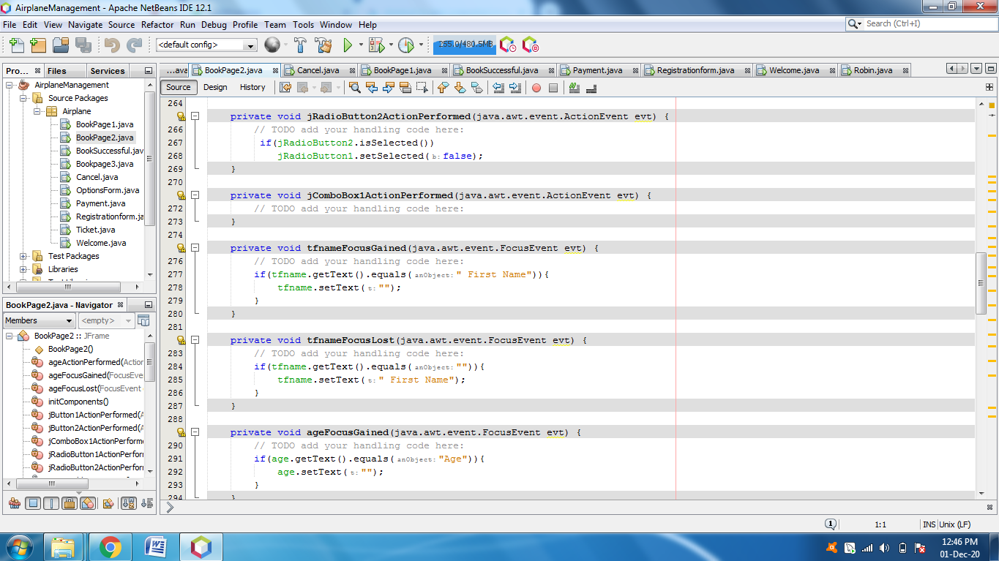 AirplaneManagement - Apache NetBeans IDE 12.1
File Edit View Navigate Source Refactor Run Debug Profile Team Tools Window Help
Search (Ctrl+I)
<default config>
255.0/480.5MB
Pro... Files Services
AirplaneManagement
Source Packages
Airplane
BookPage1.java
BookPage2.java
BookSuccessful.jav
Bookpage3.java
Cancel.java
OptionsForm.java
Payment.java
Registrationform.ja
Ticket.java
Welcome.java
Test Packages
Libraries
BookPage2.java - Navigator
Members <empty>
BookPage2 :: JFrame
BookPage2()
ageActionPerformed(Action
ageFocusGained(FocusEve
ageFocusLost(FocusEvent
initComponents()
jButton1ActionPerformed(A
jButton2ActionPerformed(A
jComboBox1ActionPerform
jRadioButton1ActionPerfor
jRadioButton2ActionPerfor
...ava BookPage2.java Cancel.java BookPage1.java BookSuccessful.java Payment.java Registrationform.java Welcome.java Robin.java
Source Design History
264
private void jRadioButton2ActionPerformed(java.awt.event.ActionEvent evt) {
266 // TODO add your handling code here:
267 if(jRadioButton2.isSelected())
268 jRadioButton1.setSelected( b: false);
269 }
270
private void jComboBox1ActionPerformed(java.awt.event.ActionEvent evt) {
272 // TODO add your handling code here:
273 }
274
private void tfnameFocusGained(java.awt.event.FocusEvent evt) {
276 // TODO add your handling code here:
277 if(tfname.getText().equals( anObject: " First Name")){
278 tfname.setText( t: "");
279 }
280 }
281
private void tfnameFocusLost(java.awt.event.FocusEvent evt) {
283 // TODO add your handling code here:
284 if(tfname.getText().equals( anObject: "")){
285 tfname.setText( t: " First Name");
286 }
287 }
288
private void ageFocusGained(java.awt.event.FocusEvent evt) {
290 // TODO add your handling code here:
291 if(age.getText().equals( anObject: "Age")){
292 age.setText( t: "");
293 }
294 }
1 1:1 INS Unix (LF)
12:46 PM
01-Dec-20